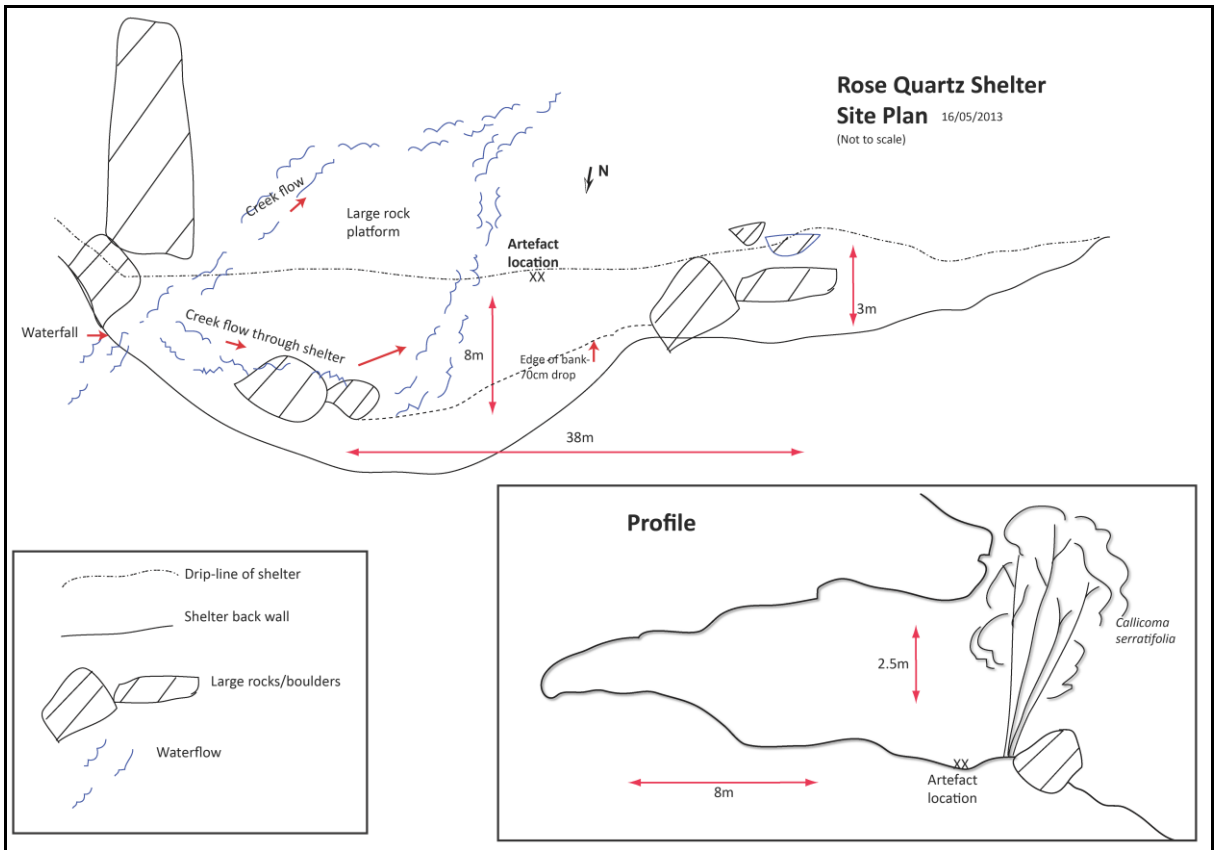 Rose Quartz Shelter
Site Plan 16/05/2013
(Not to scale)
N
Creek flow
Large rock
platform
Artefact
location
XX
Waterfall
Creek flow through shelter
8m
Edge of bank-
70cm drop
3m
38m
Drip-line of shelter
Shelter back wall
Large rocks/boulders
Waterflow
Profile
Callicoma
serratifolia
2.5m
XX
Artefact
location
8m